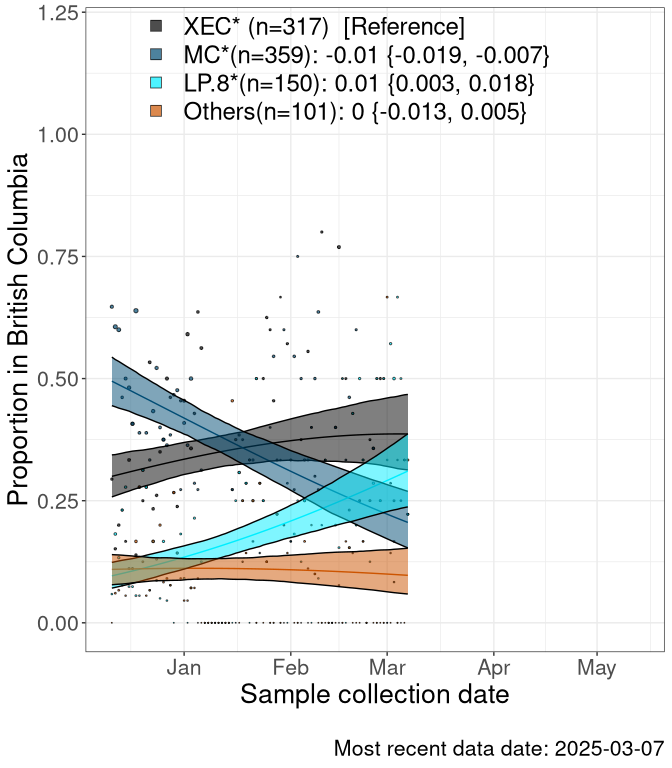 XEC* (n=317)  [Reference]
MC*(n=359): -0.01 {-0.019, -0.007}
LP.8*(n=150): 0.01 {0.003, 0.018}
Others(n=101): 0 {-0.013, 0.005}
Proportion in British Columbia
1.25
1.00
0.75
0.50
0.25
0.00
Jan Feb Mar Apr May
Sample collection date
Most recent data date: 2025-03-07